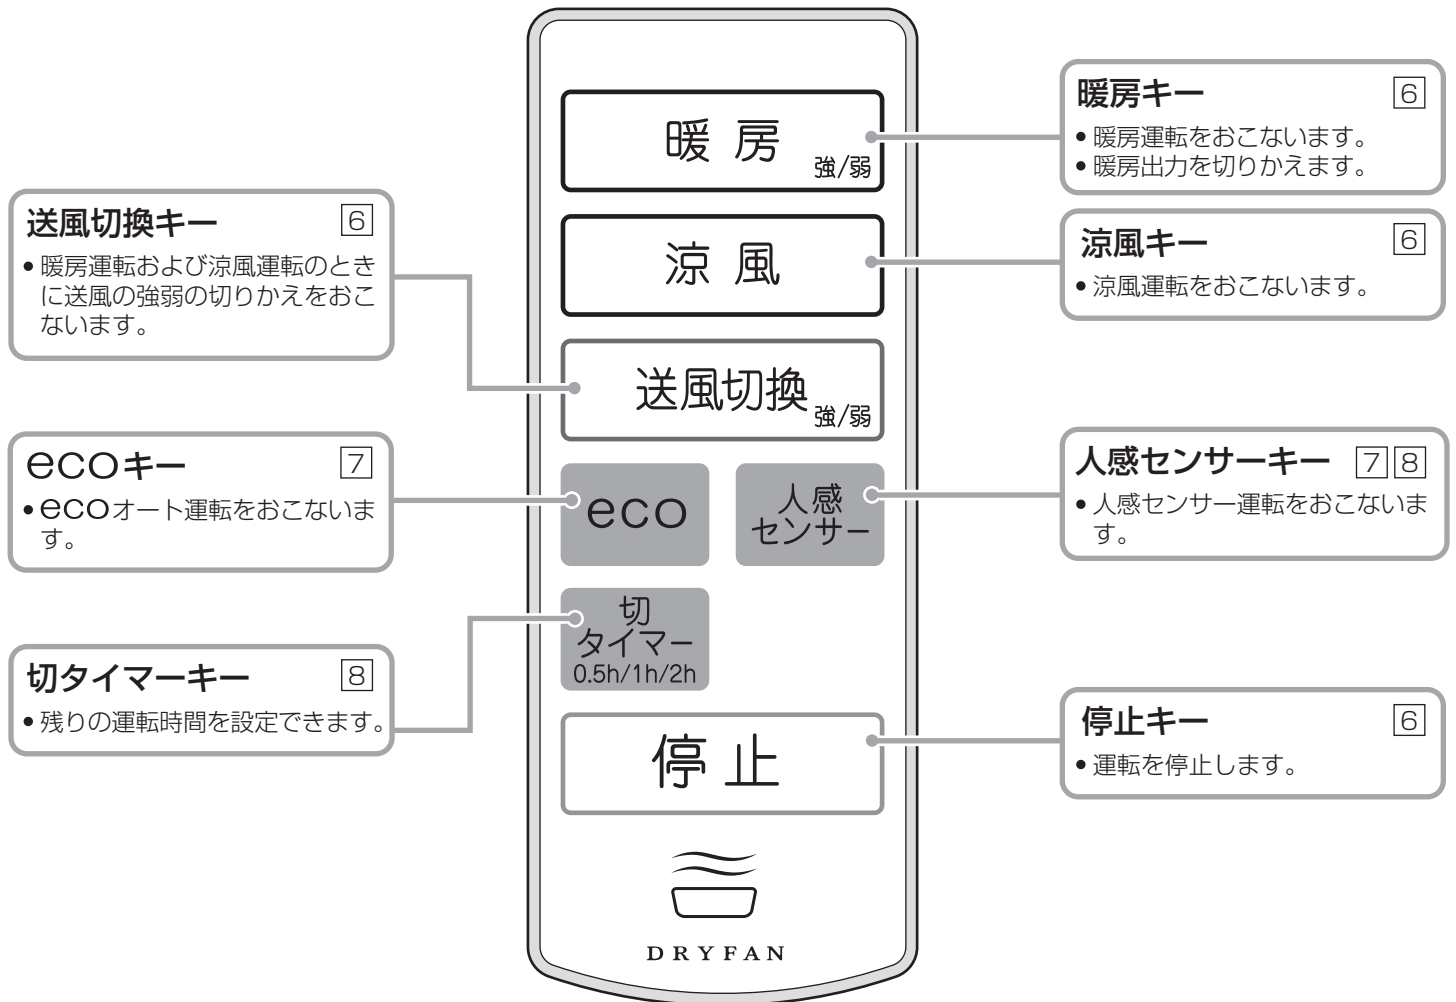 暖房
強/弱
涼風
送風切換
強/弱
eco
人感
センサー
切
タイマー
0.5h/1h/2h
停止
DRYFAN
送風切換キー 6
• 暖房運転および涼風運転のとき
に送風の強弱の切りかえをおこ
ないます。
ecoキー 7
• ecoオート運転をおこないま
す。
切タイマーキー 8
• 残りの運転時間を設定できます。
暖房キー 6
• 暖房運転をおこないます。
• 暖房出力を切りかえます。
涼風キー 6
• 涼風運転をおこないます。
人感センサーキー 7 8
• 人感センサー運転をおこないま
す。
停止キー 6
• 運転を停止します。